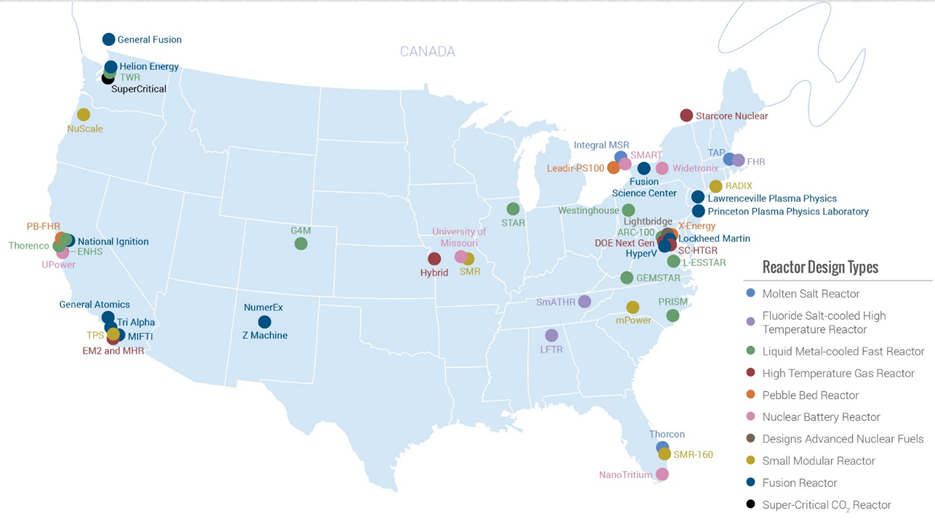 General Fusion
CANADA
Helion Energy
TWR
SuperCritical
NuScale
Starcore Nuclear
Integral MSR
SMART
Leadir-PS100
Widetronix
TAP
FHR
Fusion
Science Center
RADIX
Lawrenceville Plasma Physics
Princeton Plasma Physics Laboratory
STAR
Westinghouse
Lightbridge
X-Energy
ARC-100
Lockheed Martin
DOE Next Gen
SC-HTGR
HyperV
L-ESSTAR
PB-FHR
National Ignition
Thorenco
ENHS
UPower
G4M
University of
Missouri
Hybrid
SMR
GEMSTAR
General Atomics
Tri Alpha
TPS
MIFTI
EM2 and MHR
NumerEx
Z Machine
SmATHR
mPower
PRISM
LFTR
Thorcon
SMR-160
NanoTritium
Reactor Design Types
Molten Salt Reactor
Fluoride Salt-cooled High
Temperature Reactor
Liquid Metal-cooled Fast Reactor
High Temperature Gas Reactor
Pebble Bed Reactor
Nuclear Battery Reactor
Designs Advanced Nuclear Fuels
Small Modular Reactor
Fusion Reactor
Super-Critical CO₂ Reactor